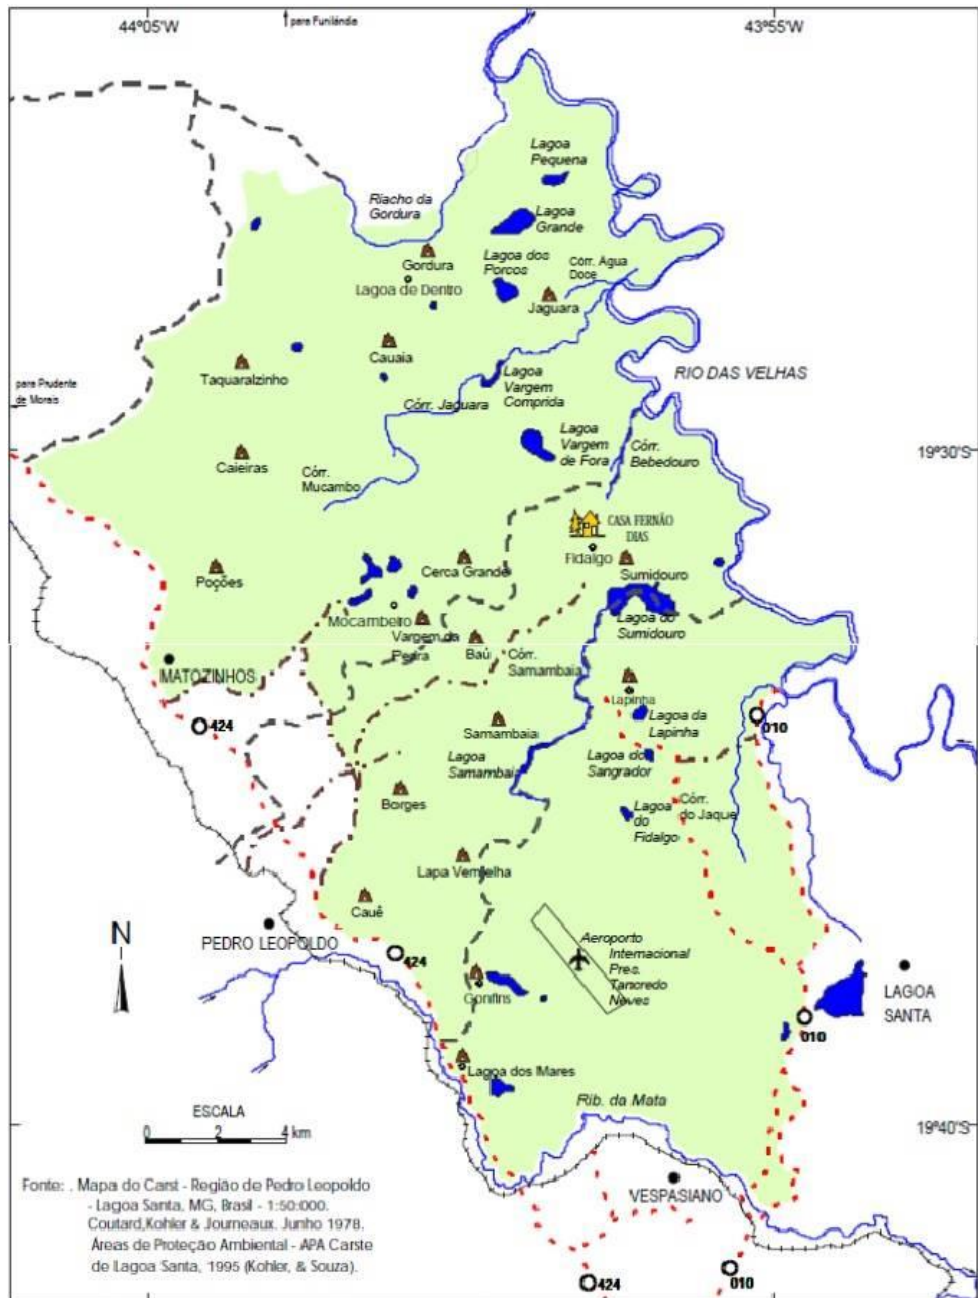 44°05'W
para Funilândia
43°55'W
Lagoa
Pequena
Riacho da
Gordura
Lagoa
Grande
Gordura
Lagoa dos
Porcos
Córr. Água
Doce
Lagoa de Dentro
Jaguara
Cauaia
Taquaralzinho
Lagoa
Vargem
Comprida
RIO DAS VELHAS
para Prudente
de Morais
Córr. Jaguara
Lagoa
Vargem
de Fora
Córr.
Bebedouro
19°30'S
Caieiras
Córr.
Mucambo
CASA FERNÃO
DIAS
Fidalgo
Cerca Grande
Sumidouro
Poções
Mocambeiro
Vargem da
Pedra
Baú
Córr.
Samambaia
Lagoa do
Sumidouro
MATOZINHOS
Lapinha
424
Samambaia
Lagoa da
Lapinha
010
Lagoa
Samambaia
Lagoa do
Sangrador
Borges
Lagoa
do
Fidalgo
Córr.
do Jaque
Lapa Vermelha
Cauê
N
PEDRO LEOPOLDO
424
Aeroporto
Internacional
Pres.
Tancredo
Neves
Confins
LAGOA
SANTA
010
Lagoa dos Mares
ESCALA
0 2 4 km
Rib. da Mata
19°40'S
Fonte: . Mapa do Carst - Região de Pedro Leopoldo
- Lagoa Santa, MG, Brasil - 1:50:000.
Coutard,Kohler & Journeaux. Junho 1978.
Áreas de Proteção Ambiental - APA Carste
de Lagoa Santa, 1995 (Kohler, & Souza).
VESPASIANO
424
010